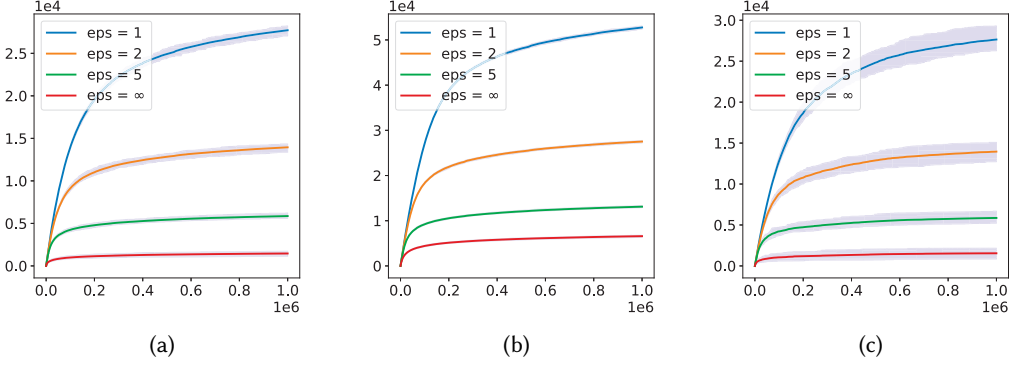 1e4
2.5
2.0
1.5
1.0
0.5
0.0
eps = 1
eps = 2
eps = 5
eps = ∞
0.0 0.2 0.4 0.6 0.8 1.0
1e6
(a)
1e4
5
4
3
2
1
0
eps = 1
eps = 2
eps = 5
eps = ∞
0.0 0.2 0.4 0.6 0.8 1.0
1e6
(b)
1e4
3.0
2.5
2.0
1.5
1.0
0.5
0.0
eps = 1
eps = 2
eps = 5
eps = ∞
0.0 0.2 0.4 0.6 0.8 1.0
1e6
(c)